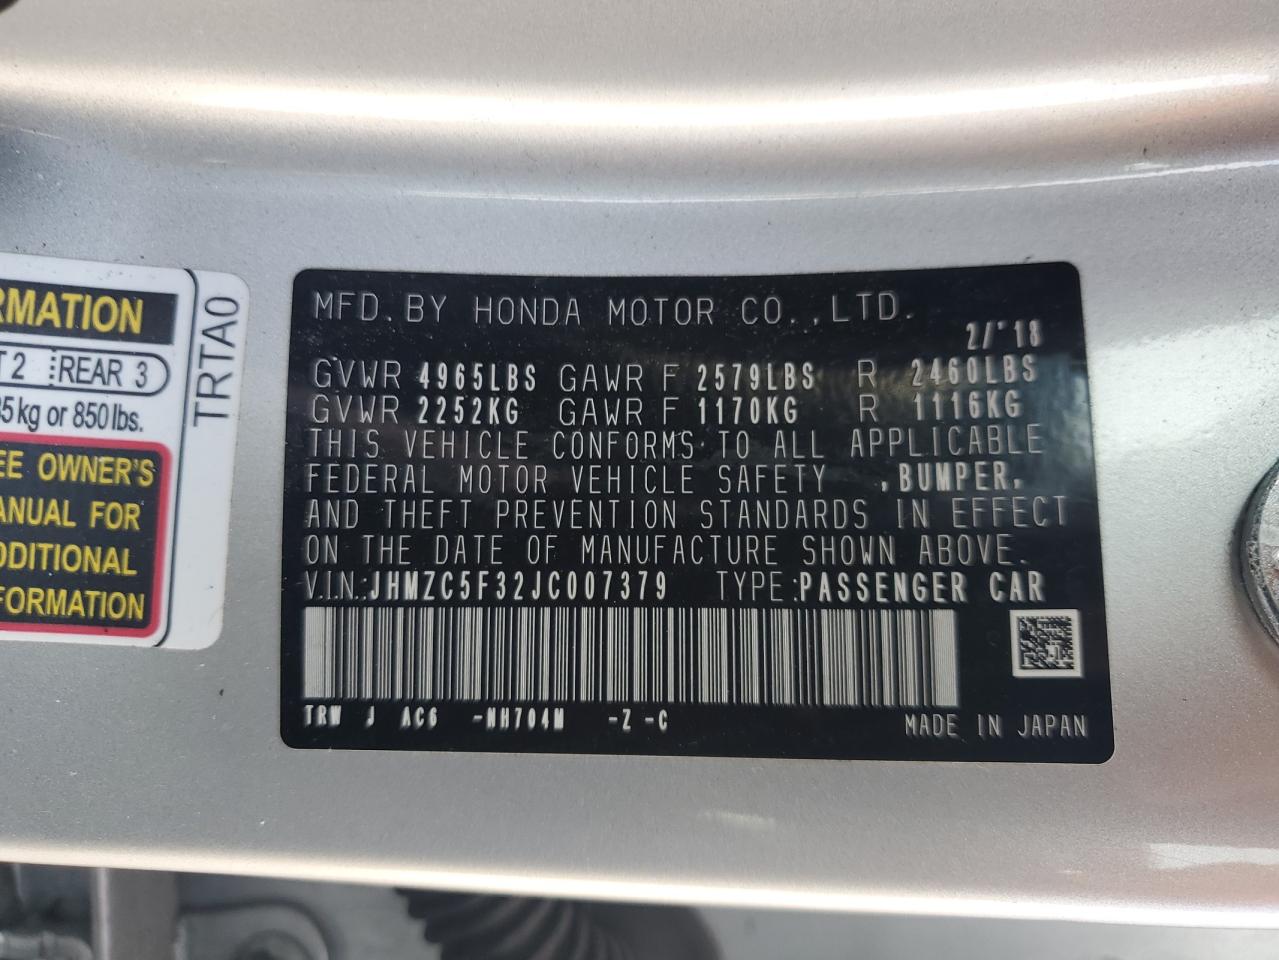 RMATION
T 2 REAR 3
5kg or 850 lbs.
EE OWNER'S
ANUAL FOR
DDITIONAL
FORMATION
TRTA0
MFD.BY HONDA MOTOR CO.,LTD.
2/'18
GVWR 4965LBS GAWR F 2579LBS R 2460LBS
GVWR 2252KG GAWR F 1170KG R 1116KG
THIS VEHICLE CONFORMS TO ALL APPLICABLE
FEDERAL MOTOR VEHICLE SAFETY ,BUMPER,
AND THEFT PREVENTION STANDARDS IN EFFECT
ON THE DATE OF MANUFACTURE SHOWN ABOVE.
V.I.N.:JHMZC5F32JC007379 TYPE:PASSENGER CAR
TRW J AC6 -NH704M -Z -C
MADE IN JAPAN